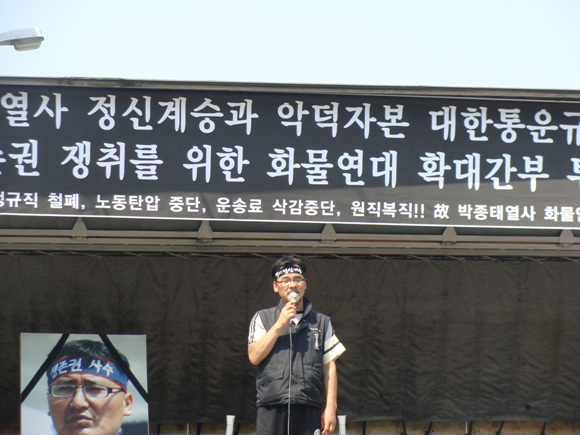 열사 정신계승과 악덕자본 대한통운규
권 쟁취를 위한 화물연대 확대간부
정규직 철폐, 노동탄압 중단, 운송료 삭감중단, 원직복직!! 故 박종태열사 화물연
생존권 사수